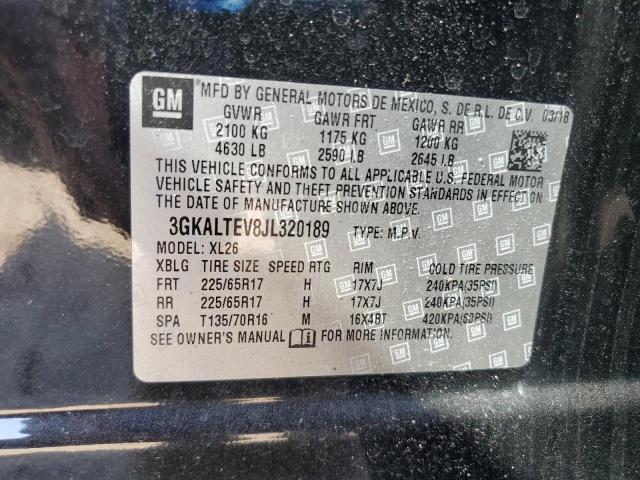 GM *MFD BY GENERAL MOTORS DE MEXICO, S. DE R.L. DE C.V. 03/18
GVWR GAWR FRT GAWR RR
2100 KG 1175 KG 1200 KG
4630 LB 2590 LB 2645 LB
THIS VEHICLE CONFORMS TO ALL APPLICABLE U.S. FEDERAL MOTOR
VEHICLE SAFETY AND THEFT PREVENTION STANDARDS IN EFFECT ON
THE DATE OF MANUFACTURE SHOWN ABOVE.
3GKALTEV8JL320189 TYPE: M.P.V.
MODEL: XL26
XBLG TIRE SIZE SPEED RTG RIM COLD TIRE PRESSURE
FRT 225/65R17 H 17X7J 240KPA(35PSI)
RR 225/65R17 H 17X7J 240KPA(35PSI)
SPA T135/70R16 M 16X4BT 420KPA(60PSI)
SEE OWNER'S MANUAL FOR MORE INFORMATION